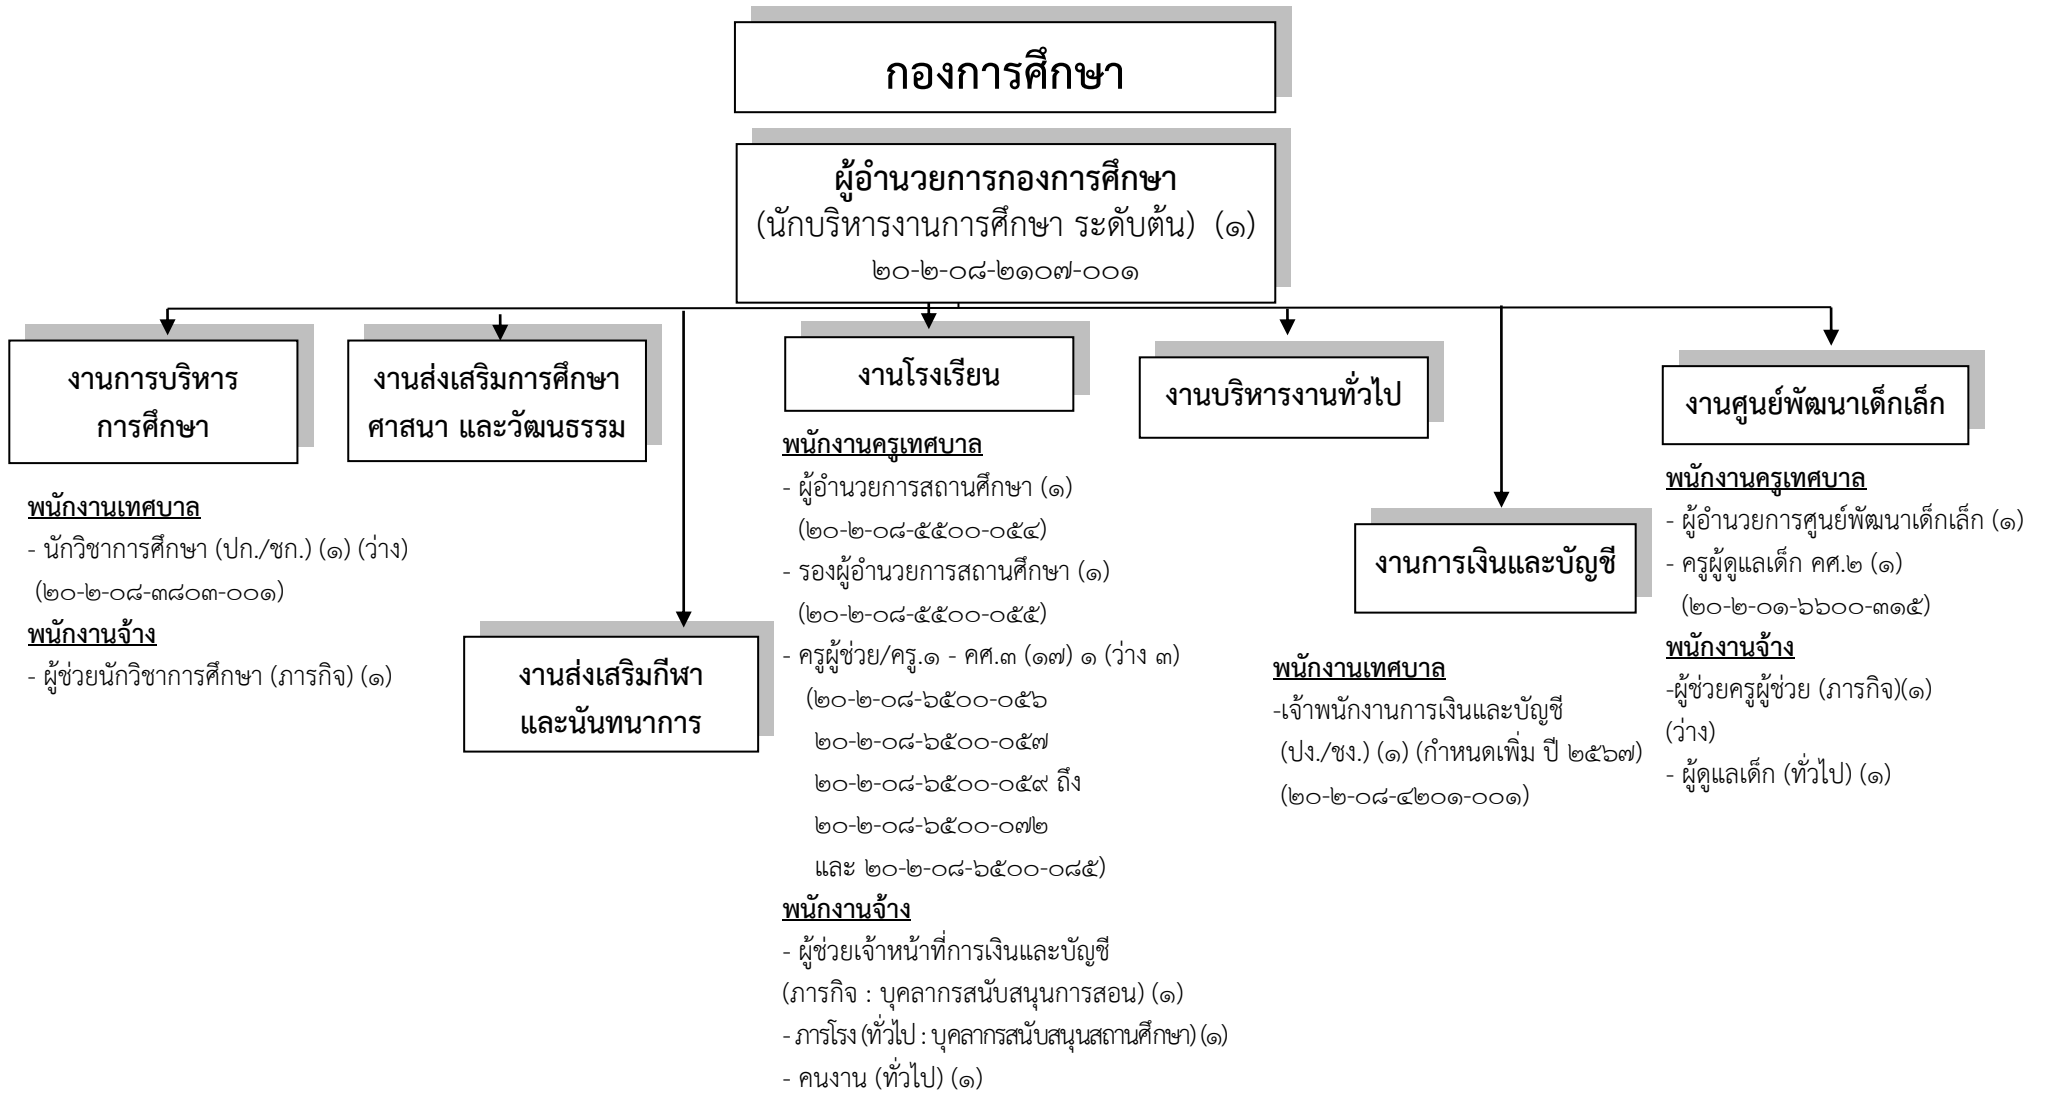 กองการศึกษา
ผู้อำนวยการกองการศึกษา
(นักบริหารงานการศึกษา ระดับต้น) (๑)
๒๐-๒-๐๘-๒๑๐๗-๐๐๑
งานการบริหาร
การศึกษา
พนักงานเทศบาล
- นักวิชาการศึกษา (ปก./ชก.) (๑) (ว่าง)
(๒๐-๒-๐๘-๓๘๐๓-๐๐๑)
พนักงานจ้าง
- ผู้ช่วยนักวิชาการศึกษา (ภารกิจ) (๑)
งานส่งเสริมการศึกษา
ศาสนา และวัฒนธรรม
งานส่งเสริมกีฬา
และนันทนาการ
งานโรงเรียน
พนักงานครูเทศบาล
- ผู้อำนวยการสถานศึกษา (๑)
(๒๐-๒-๐๘-๕๕๐๐-๐๕๔)
- รองผู้อำนวยการสถานศึกษา (๑)
(๒๐-๒-๐๘-๕๕๐๐-๐๕๕)
- ครูผู้ช่วย/ครู.๑ - คศ.๓ (๑๗) ๑ (ว่าง ๓)
(๒๐-๒-๐๘-๖๕๐๐-๐๕๖
๒๐-๒-๐๘-๖๕๐๐-๐๕๗
๒๐-๒-๐๘-๖๕๐๐-๐๕๙ ถึง
๒๐-๒-๐๘-๖๕๐๐-๐๗๒
และ ๒๐-๒-๐๘-๖๕๐๐-๐๘๕)
พนักงานจ้าง
- ผู้ช่วยเจ้าหน้าที่การเงินและบัญชี
(ภารกิจ : บุคลากรสนับสนุนการสอน) (๑)
- ภารโรง (ทั่วไป : บุคลากรสนับสนุนสถานศึกษา) (๑)
- คนงาน (ทั่วไป) (๑)
งานบริหารงานทั่วไป
งานการเงินและบัญชี
พนักงานเทศบาล
-เจ้าพนักงานการเงินและบัญชี
(ปง./ชง.) (๑) (กำหนดเพิ่ม ปี ๒๕๖๗)
(๒๐-๒-๐๘-๔๒๐๑-๐๐๑)
งานศูนย์พัฒนาเด็กเล็ก
พนักงานครูเทศบาล
- ผู้อำนวยการศูนย์พัฒนาเด็กเล็ก (๑)
- ครูผู้ดูแลเด็ก คศ.๒ (๑)
(๒๐-๒-๐๑-๖๖๐๐-๓๑๕)
พนักงานจ้าง
-ผู้ช่วยครูผู้ช่วย (ภารกิจ)(๑)
(ว่าง)
- ผู้ดูแลเด็ก (ทั่วไป) (๑)